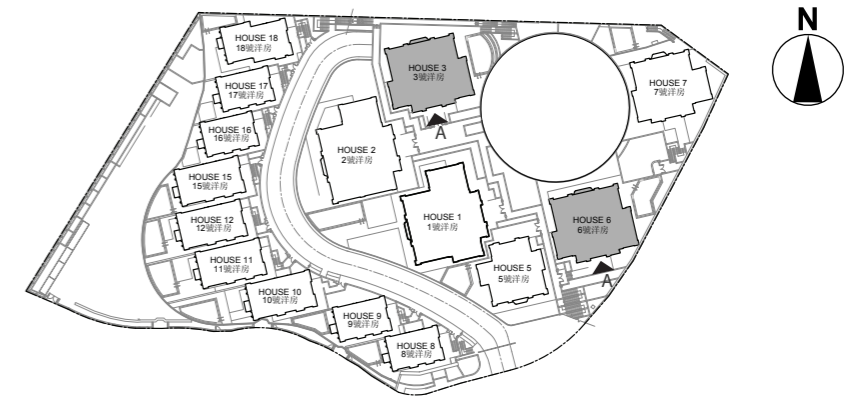 N
HOUSE 18
18號洋房
HOUSE 17
17號洋房
HOUSE 16
16號洋房
HOUSE 15
15號洋房
HOUSE 12
12號洋房
HOUSE 11
11號洋房
HOUSE 10
10號洋房
HOUSE 9
9號洋房
HOUSE 8
8號洋房
HOUSE 3
3號洋房
A
HOUSE 2
2號洋房
HOUSE 1
1號洋房
HOUSE 5
5號洋房
HOUSE 7
7號洋房
HOUSE 6
6號洋房
A